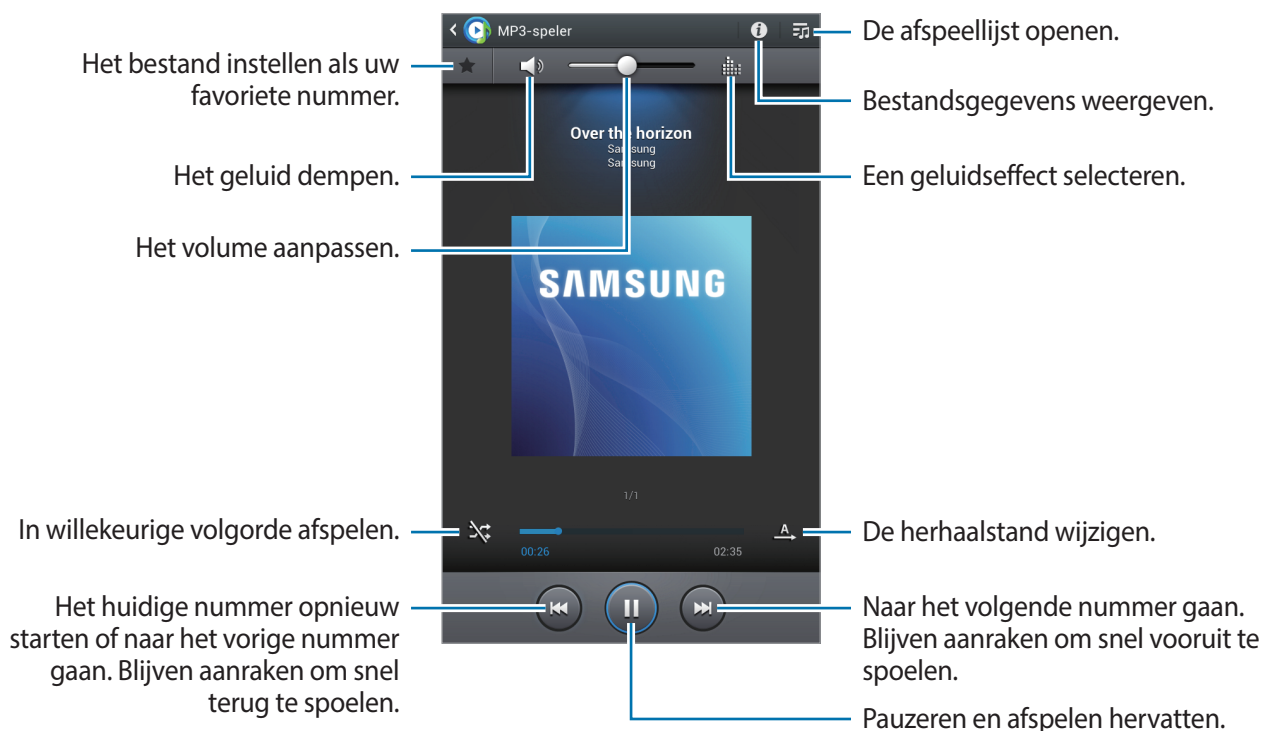 MP3-speler
De afspeellijst openen.
Het bestand instellen als uw
favoriete nummer.
Bestandsgegevens weergeven.
Over the horizon
Samsung
Samsung
Het geluid dempen.
Een geluidseffect selecteren.
Het volume aanpassen.
SAMSUNG
1/1
In willekeurige volgorde afspelen.
A
De herhaalstand wijzigen.
00:26
02:35
Het huidige nummer opnieuw
starten of naar het vorige nummer
gaan. Blijven aanraken om snel
terug te spoelen.
Naar het volgende nummer gaan.
Blijven aanraken om snel vooruit te
spoelen.
Pauzeren en afspelen hervatten.